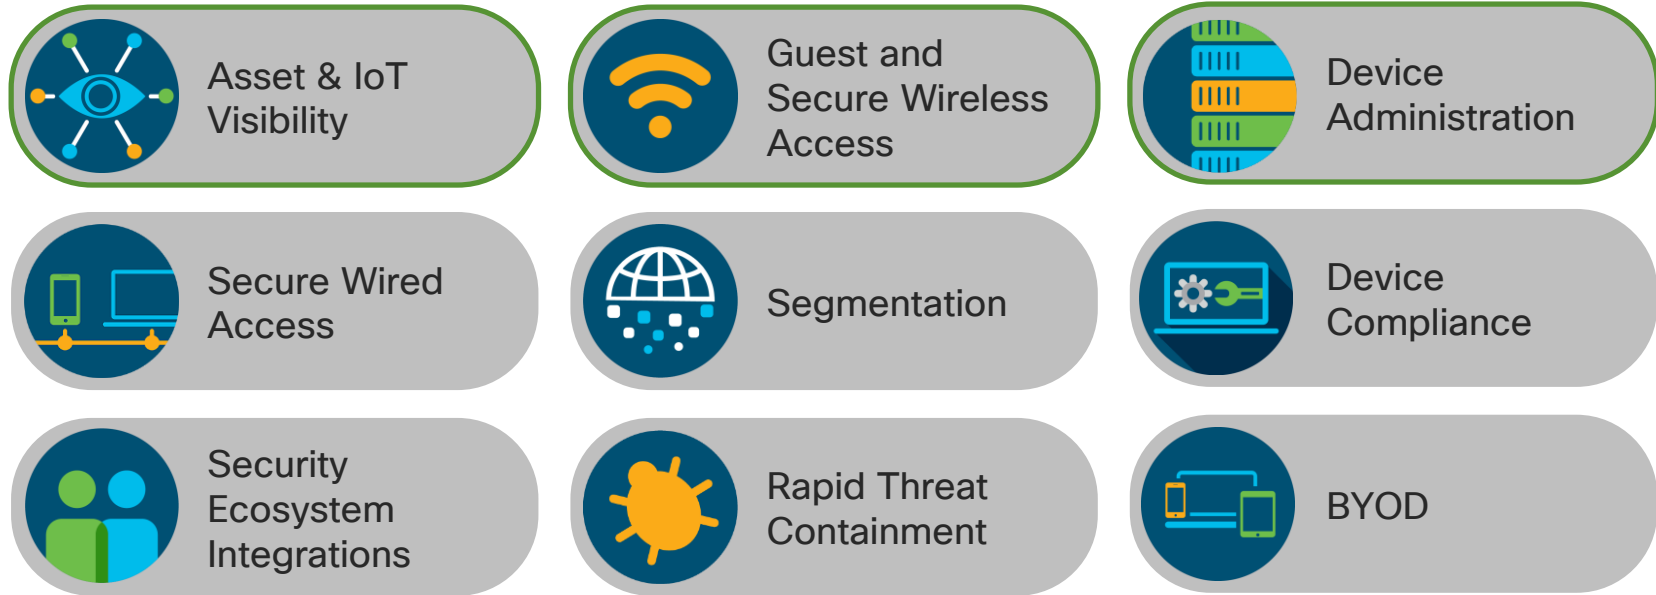 Asset & IoT
Visibility
Guest and
Secure Wireless
Access
Device
Administration
Secure Wired
Access
Segmentation
Device
Compliance
Security
Ecosystem
Integrations
Rapid Threat
Containment
BYOD